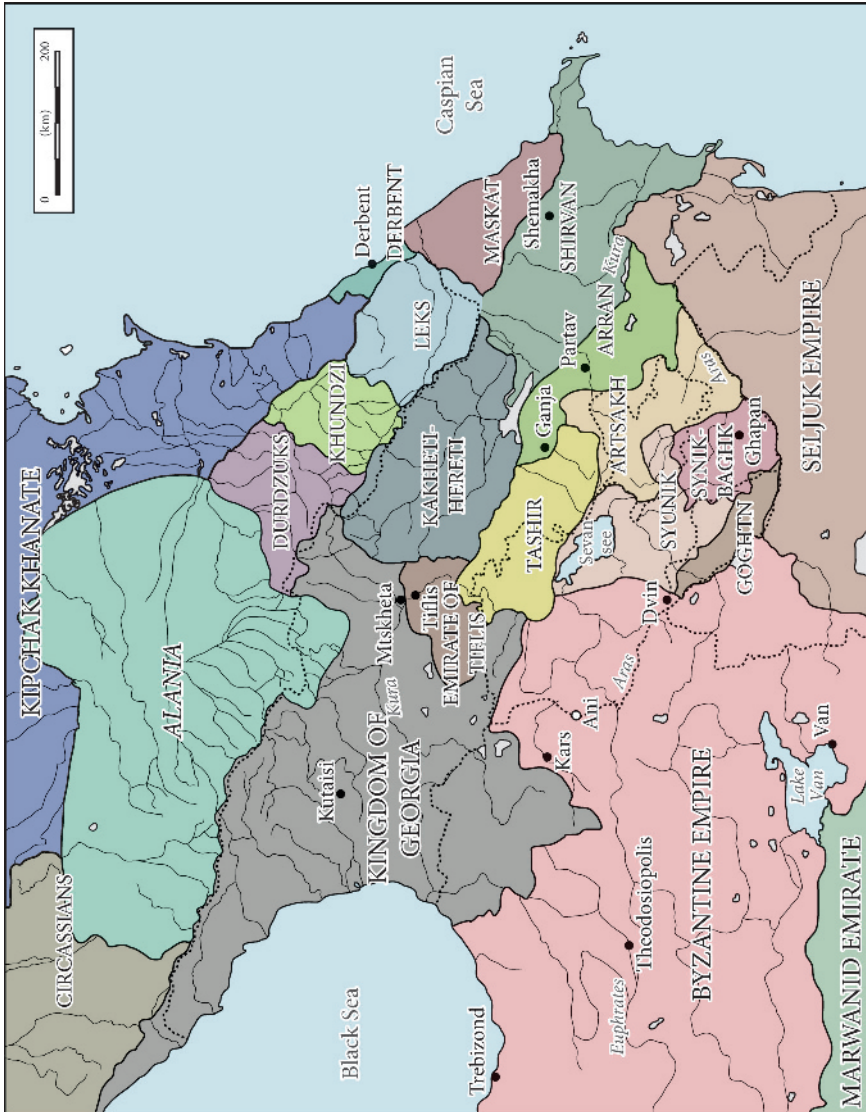 CIRCASSIANS
KIPCHAK KHANATE
0 (km) 200
ALANIA
DURDZUKS
KHUNDZI
Black Sea
Kutaisi
KINGDOM OF
GEORGIA
Kura
Mtskheta
Tiflis
EMIRATE OF
TIFLIS
LEKS
Derbent
DERBENT
KAKHETI-
HERETI
MASKAT
Caspian
Sea
Trebizond
Kars
Ani
TASHIR
Ganja
Shemakha
SHIRVAN
Partav
ARRAN
Kura
Euphrates
Theodosiopolis
Aras
Sevan
see
ARTSAKH
Dvin
SYUNIK
Aras
BYZANTINE EMPIRE
SYNIK-
BAGHK
Ghapan
GOGHTN
Lake
Van
Van
SELJUK EMPIRE
MARWANID EMIRATE